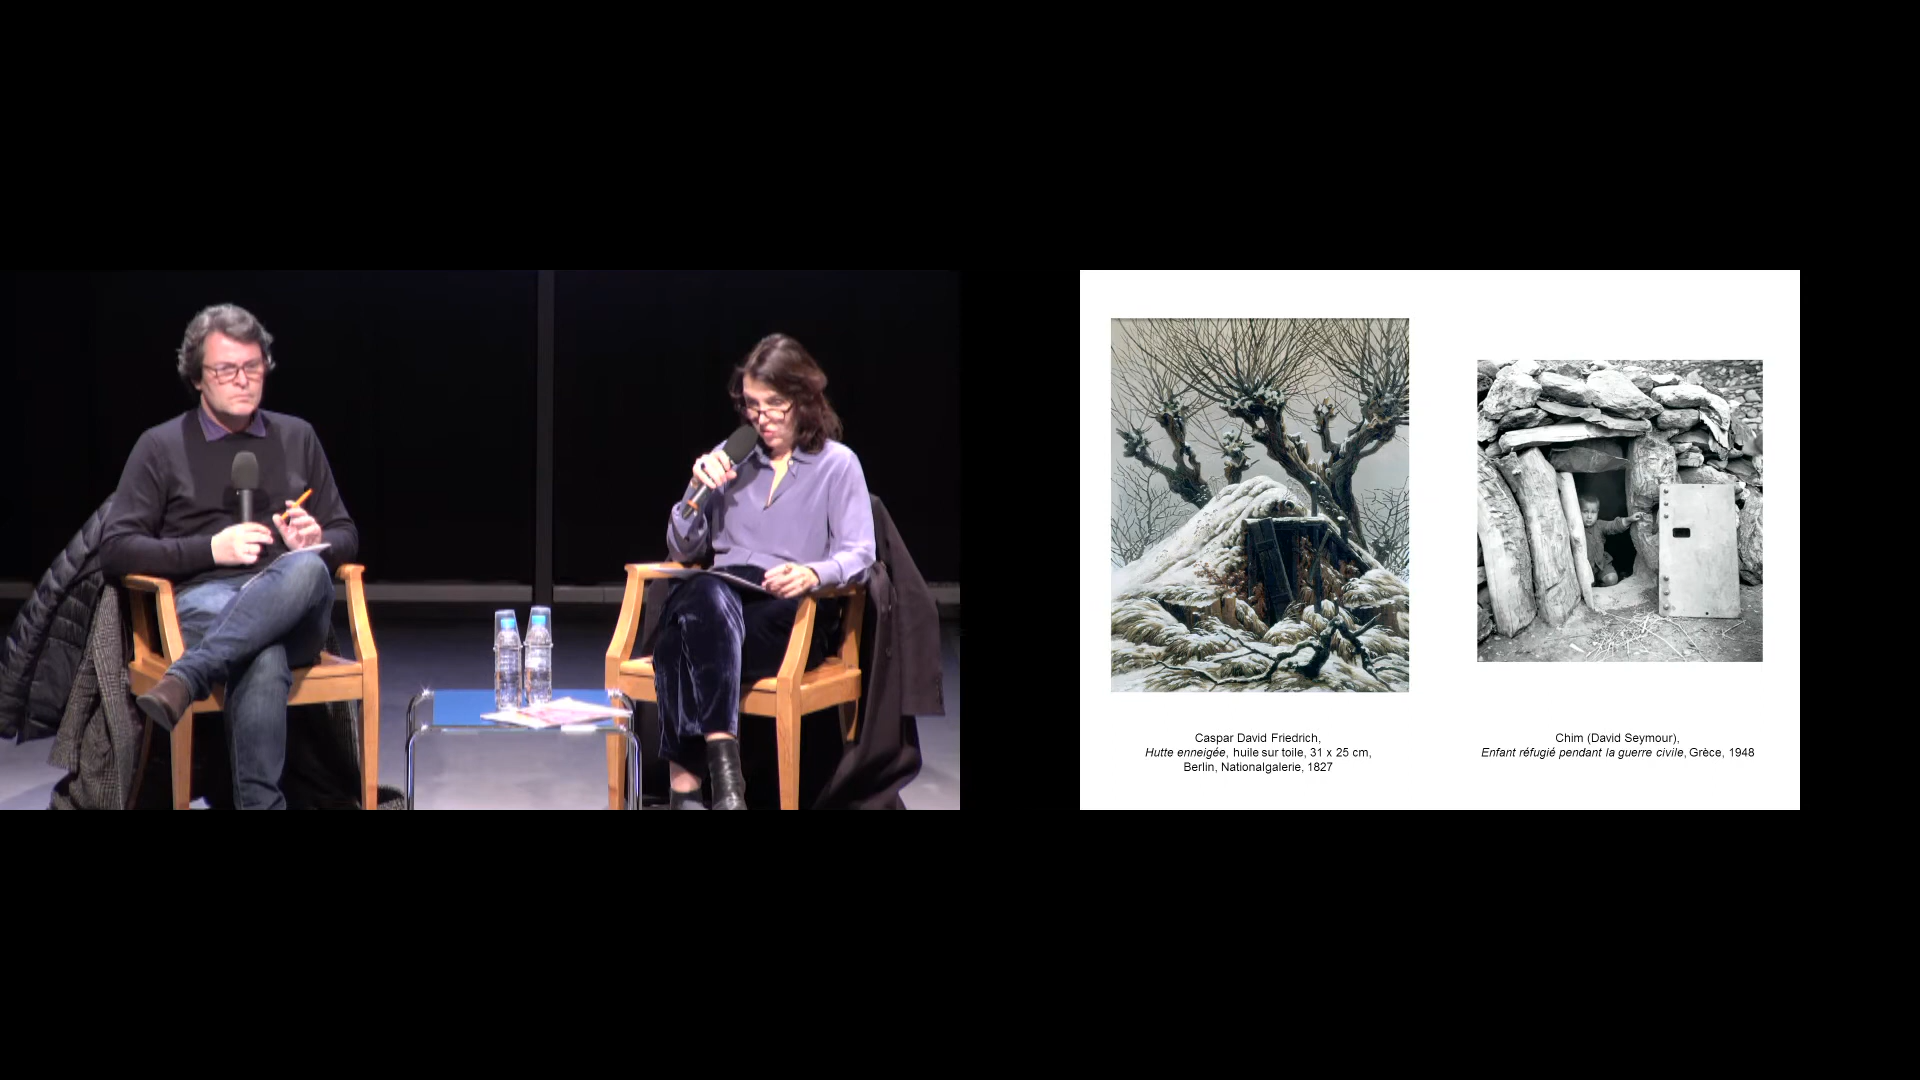 Caspar David Friedrich,
Hutte enneigée, huile sur toile, 31 x 25 cm,
Berlin, Nationalgalerie, 1827
Chim (David Seymour),
Enfant réfugié pendant la guerre civile, Grèce, 1948